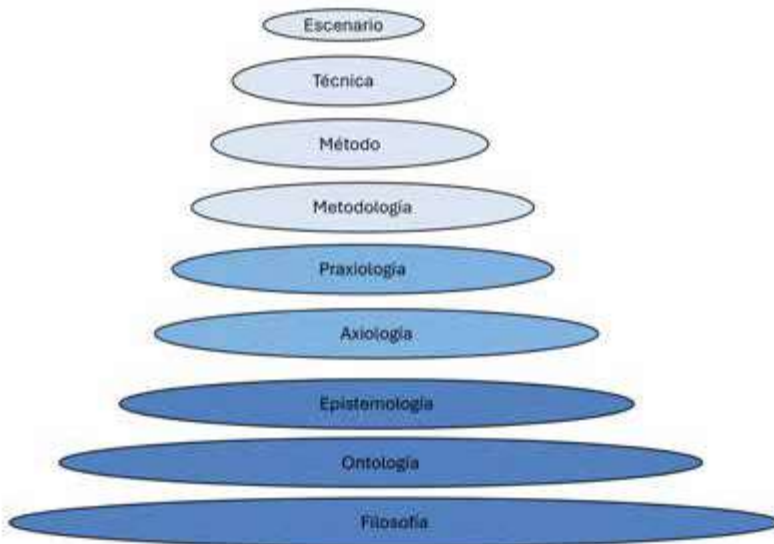 Escenario
Técnica
Método
Metodología
Praxiología
Axiología
Epistemología
Ontología
Filosofía